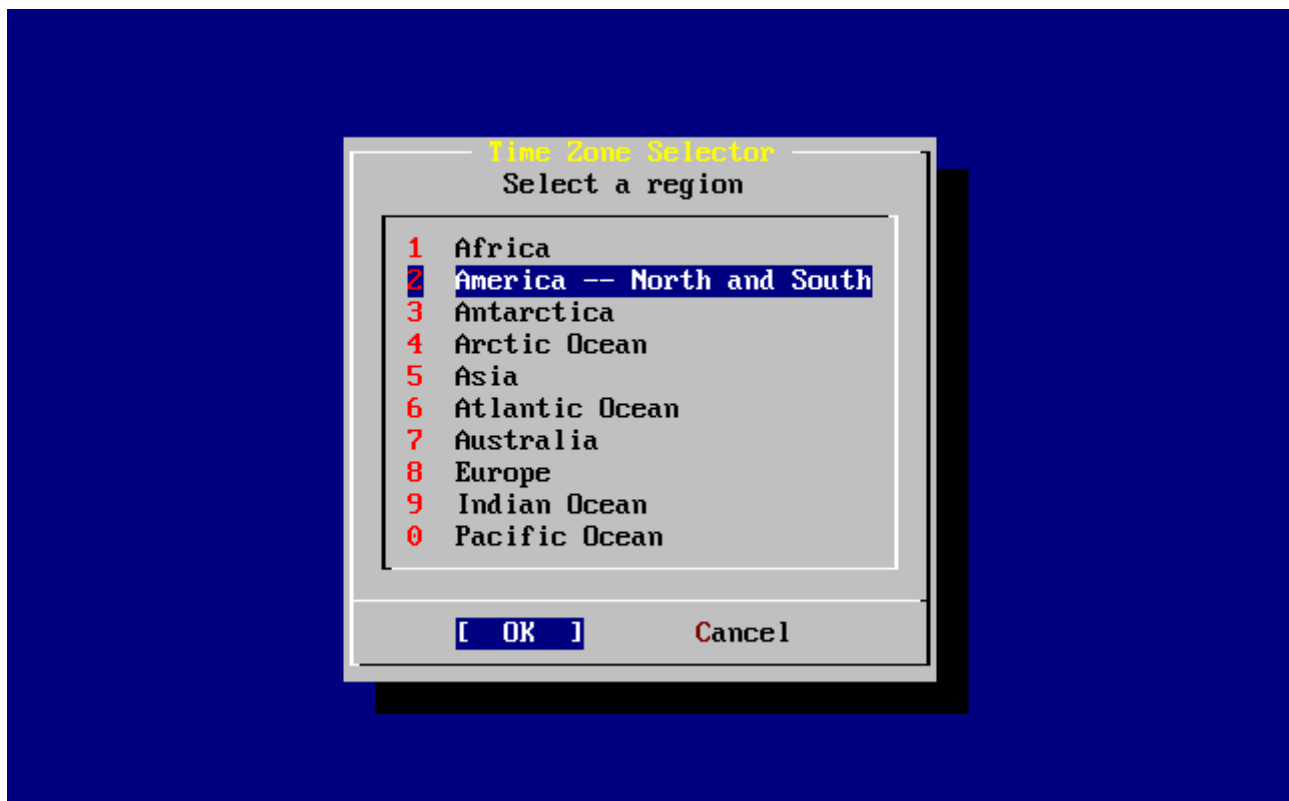 Time Zone Selector
Select a region
1 Africa
2 America -- North and South
3 Antarctica
4 Arctic Ocean
5 Asia
6 Atlantic Ocean
7 Australia
8 Europe
9 Indian Ocean
0 Pacific Ocean
[ OK ] Cancel